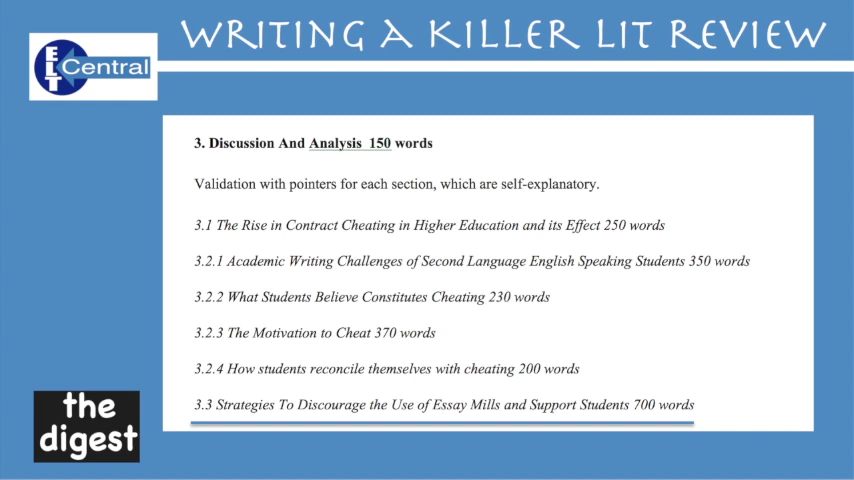 WRITING A KILLER LIT REVIEW
ELT Central
3. Discussion And Analysis 150 words
Validation with pointers for each section, which are self-explanatory.
3.1 The Rise in Contract Cheating in Higher Education and its Effect 250 words
3.2.1 Academic Writing Challenges of Second Language English Speaking Students 350 words
3.2.2 What Students Believe Constitutes Cheating 230 words
3.2.3 The Motivation to Cheat 370 words
3.2.4 How students reconcile themselves with cheating 200 words
3.3 Strategies To Discourage the Use of Essay Mills and Support Students 700 words
the
digest